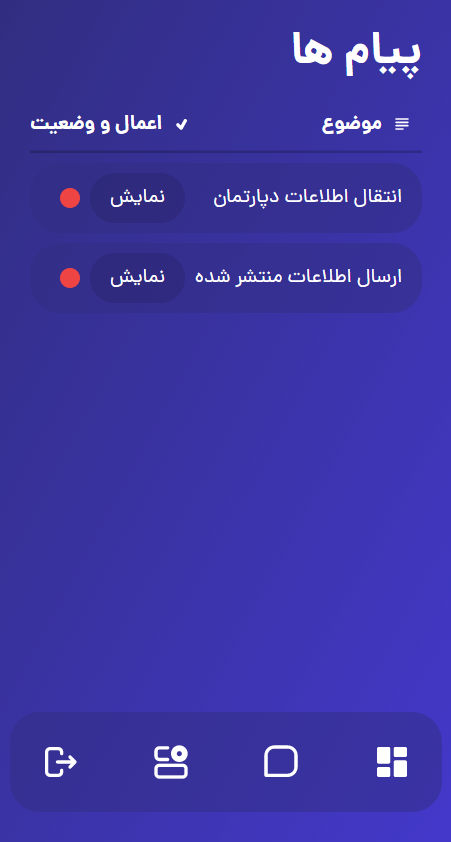 پیام ها
موضوع اعمال و وضعیت
انتقال اطلاعات دپارتمان نمایش
ارسال اطلاعات منتشر شده نمایش